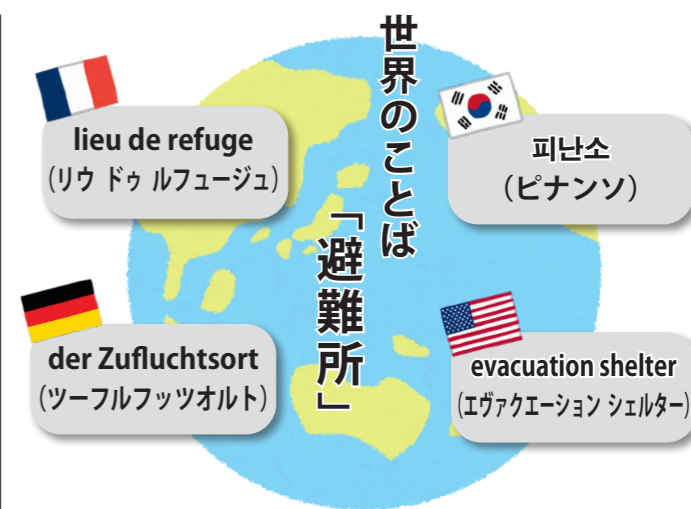 世界のことば
「避難所」
lieu de refuge
(リウ ドゥ ルフュージュ)
피난소
(ピナンソ)
der Zufluchtsort
(ツーフルフッツオルト)
evacuation shelter
(エヴァクエーション シェルター)